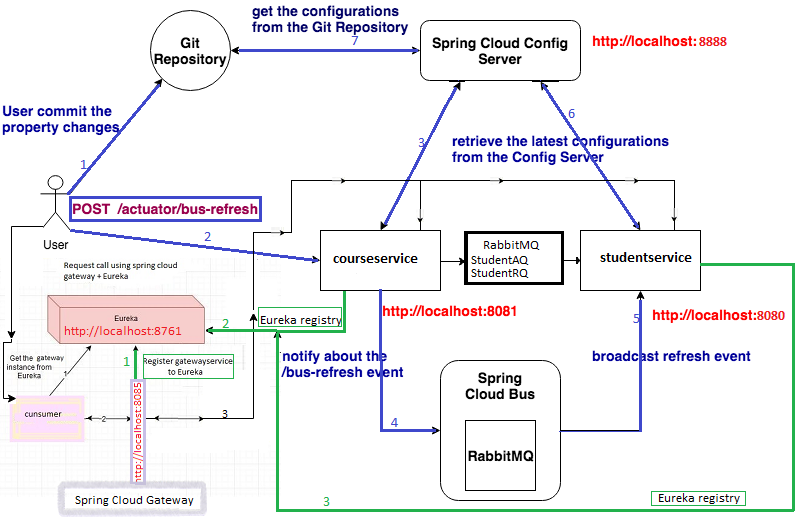 get the configurations
from the Git Repository
7
Git
Repository
Spring Cloud Config
Server
http://localhost: 8888
User commit the
property changes
1
3
6
retrieve the latest configurations
from the Config Server
POST /actuator/bus-refresh
User
2
courseservice
RabbitMQ
StudentAQ
StudentRQ
studentservice
Request call using spring cloud
gateway + Eureka
Eureka
http://localhost:8761
2
Eureka registry
http://localhost:8081
5
http://localhost:8080
Get the gateway
instance from
Eureka
1
1
Register gatewayservice
to Eureka
notify about the
/bus-refresh event
broadcast refresh event
Spring
Cloud Bus
RabbitMQ
4
cunsumer
2
http://localhost:8085
3
Spring Cloud Gateway
3
Eureka registry